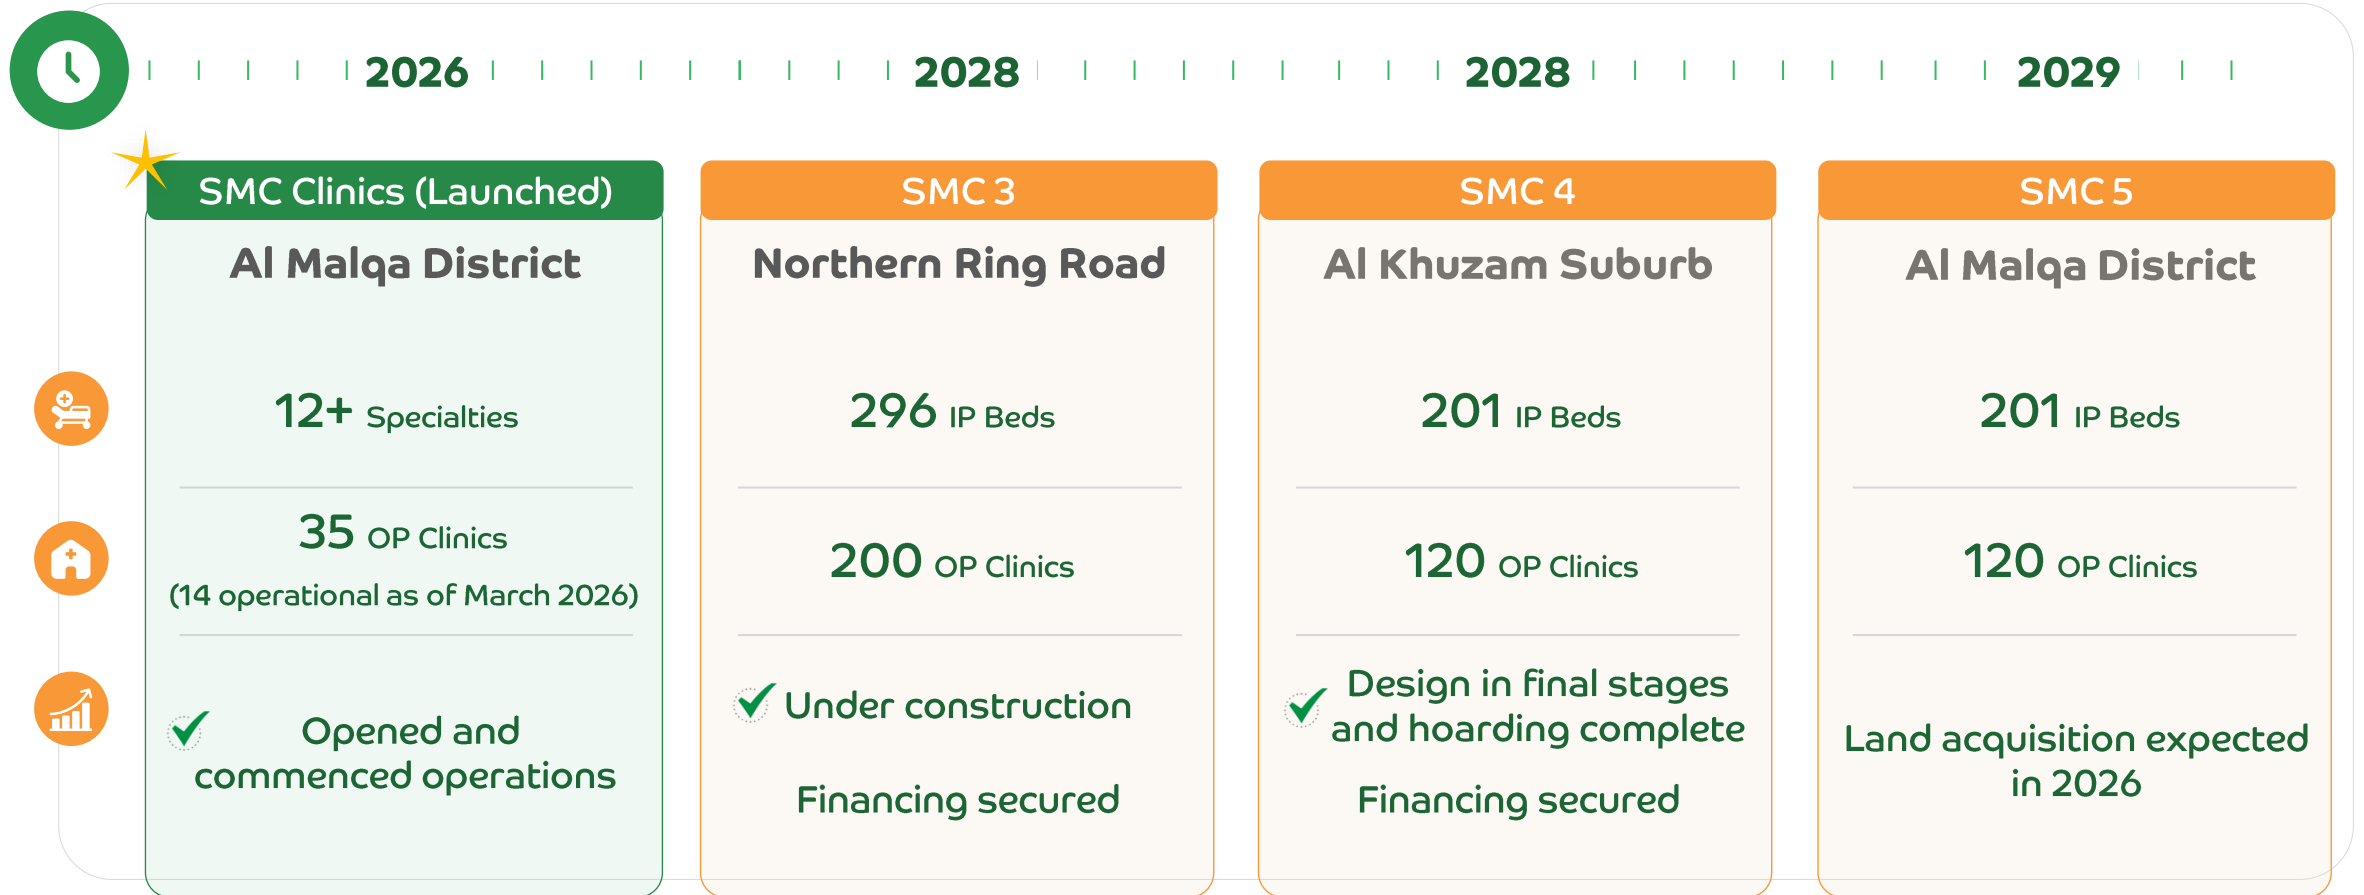 2026
2028
2028
2029
SMC Clinics (Launched)
Al Malqa District
12+ Specialties
35 OP Clinics
(14 operational as of March 2026)
Opened and
commenced operations
SMC 3
Northern Ring Road
296 IP Beds
200 OP Clinics
Under construction
Financing secured
SMC 4
Al Khuzam Suburb
201 IP Beds
120 OP Clinics
Design in final stages
and hoarding complete
Financing secured
SMC 5
Al Malqa District
201 IP Beds
120 OP Clinics
Land acquisition expected
in 2026